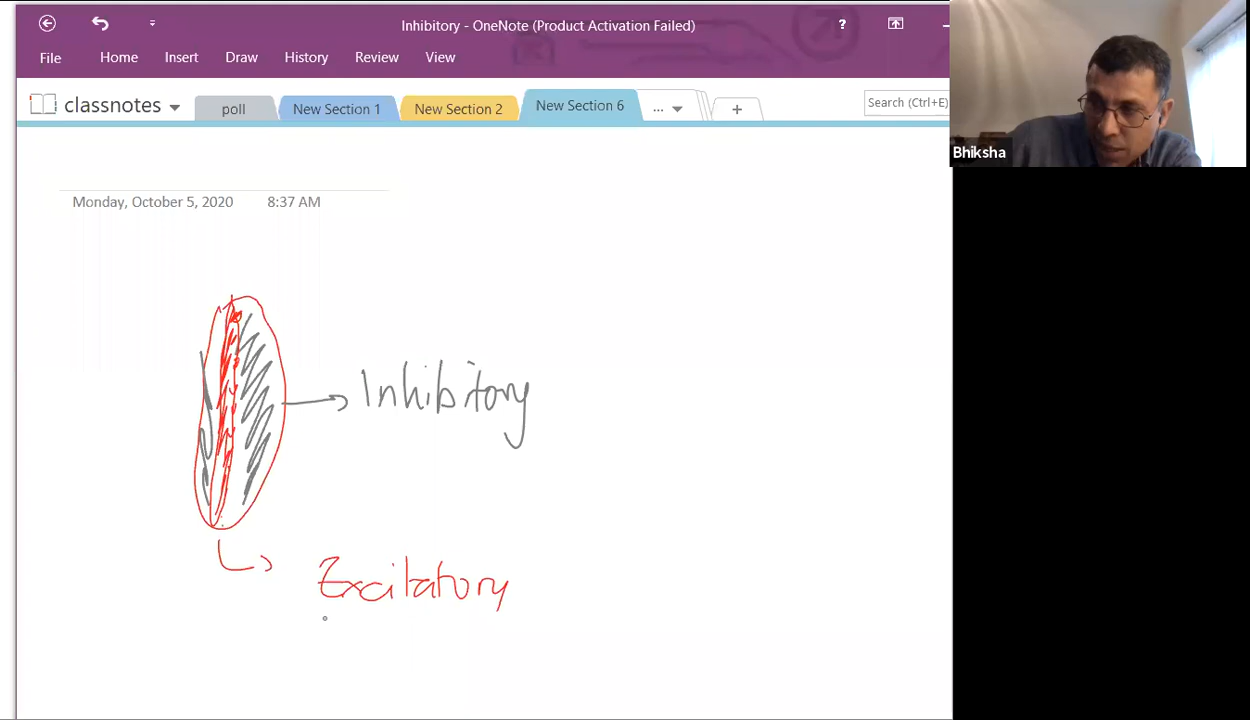 Inhibitory - OneNote (Product Activation Failed)
?
File Home Insert Draw History Review View
classnotes poll New Section 1 New Section 2 New Section 6 ... + Search (Ctrl+E)
Bhiksha
Monday, October 5, 2020 8:37 AM
Inhibitory
Excitatory